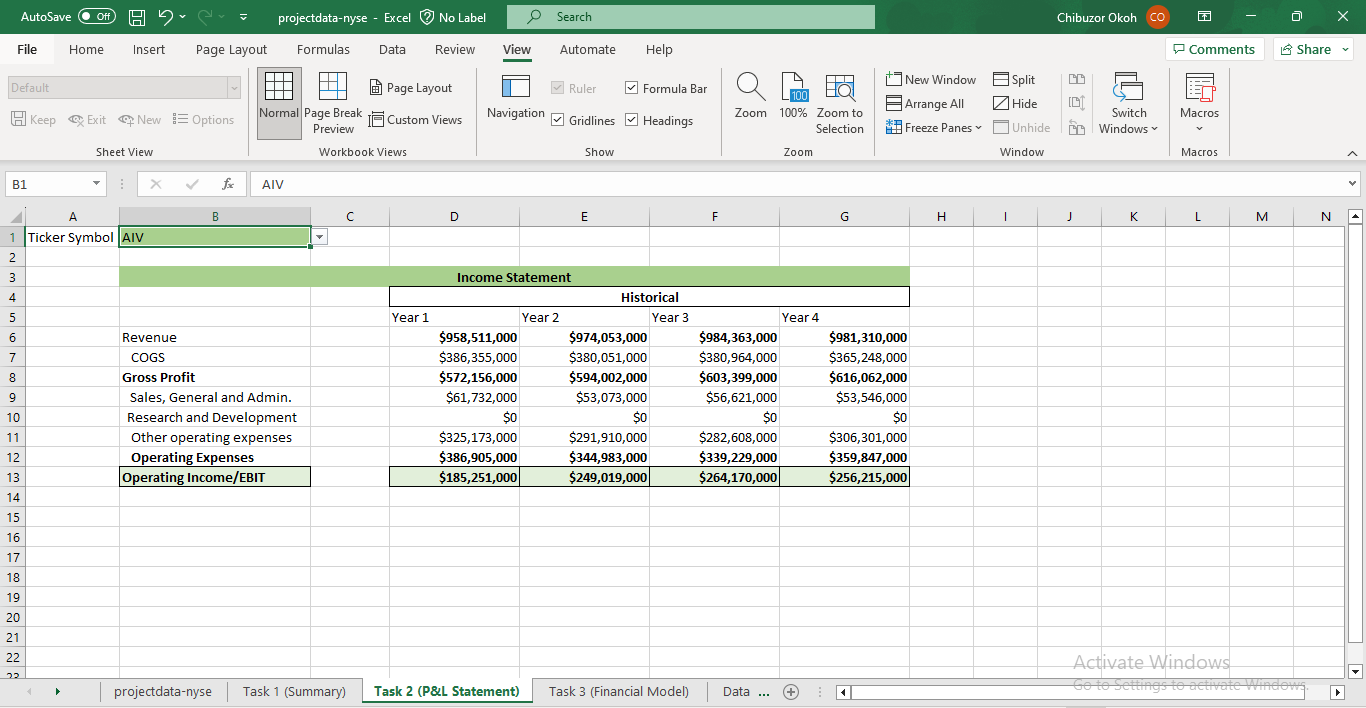 AutoSave Off projectdata-nyse - Excel No Label Search Chibuzor Okoh CO
File Home Insert Page Layout Formulas Data Review View Automate Help Comments Share
Default
Keep Exit New Options
Sheet View
Normal Page Break Preview Page Layout Custom Views
Workbook Views
Navigation Ruler Formula Bar Gridlines Headings
Show
Zoom 100 100% Zoom to Selection
Zoom
New Window Split
Arrange All Hide
Freeze Panes Unhide
Switch Windows
Window
Macros
Macros
B1 fx AIV
A B C D E F G H I J K L M N
1 Ticker Symbol AIV
2
3 Income Statement
4 Historical
5 Year 1 Year 2 Year 3 Year 4
6 Revenue $958,511,000 $974,053,000 $984,363,000 $981,310,000
7 COGS $386,355,000 $380,051,000 $380,964,000 $365,248,000
8 Gross Profit $572,156,000 $594,002,000 $603,399,000 $616,062,000
9 Sales, General and Admin. $61,732,000 $53,073,000 $56,621,000 $53,546,000
10 Research and Development $0 $0 $0 $0
11 Other operating expenses $325,173,000 $291,910,000 $282,608,000 $306,301,000
12 Operating Expenses $386,905,000 $344,983,000 $339,229,000 $359,847,000
13 Operating Income/EBIT $185,251,000 $249,019,000 $264,170,000 $256,215,000
14
15
16
17
18
19
20
21
22
23
Activate Windows
Go to Settings to activate Windows.
projectdata-nyse Task 1 (Summary) Task 2 (P&L Statement) Task 3 (Financial Model) Data ...